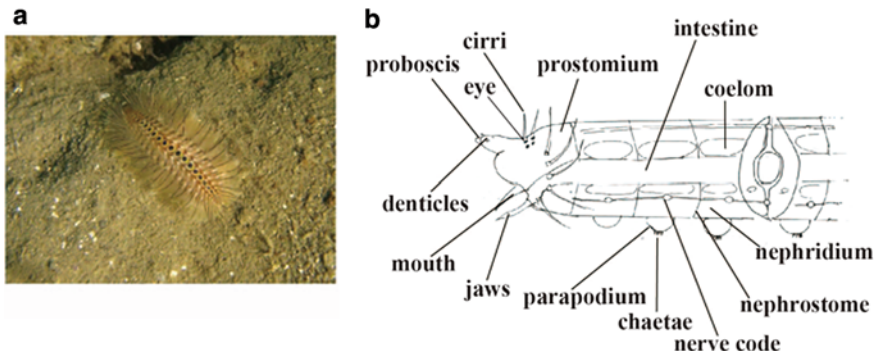 a
b
cirri
intestine
proboscis
prostomium
eye
coelom
denticles
mouth
nephridium
jaws
parapodium
nephrostome
chaetae
nerve code